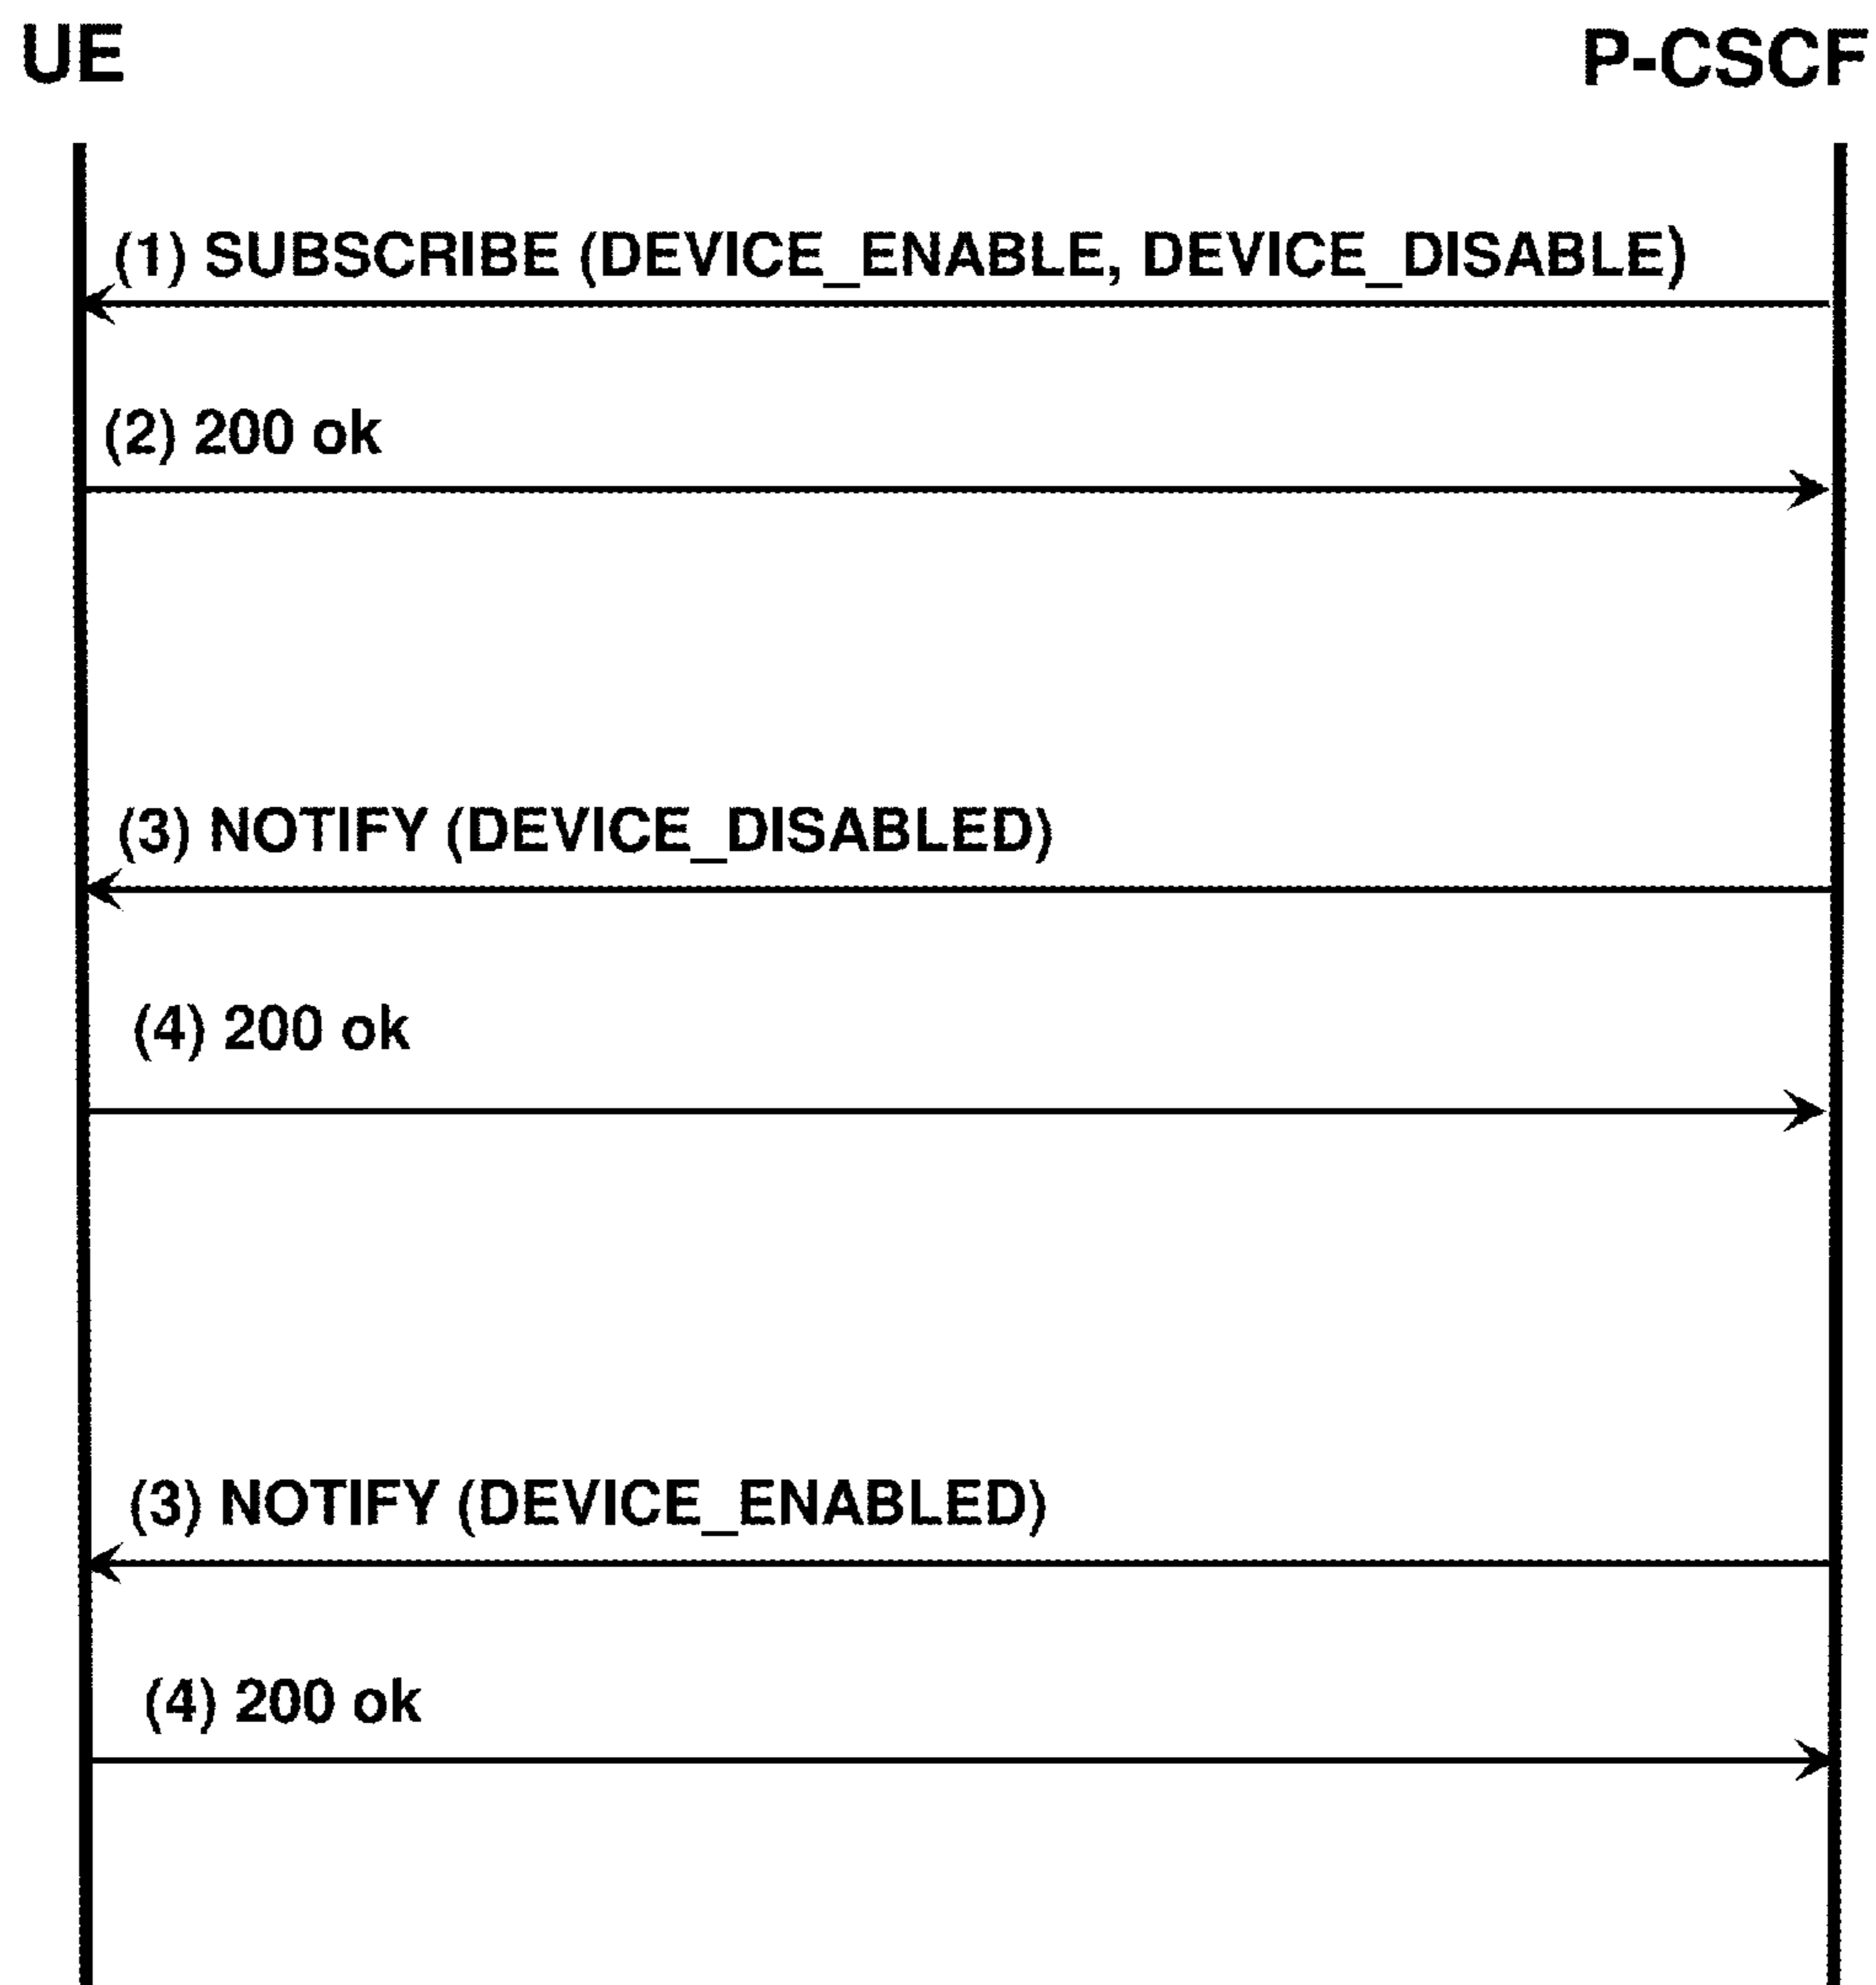 UE
P-CSCF
(1) SUBSCRIBE (DEVICE_ENABLE, DEVICE_DISABLE)
(2) 200 ok
(3) NOTIFY (DEVICE_DISABLED)
(4) 200 ok
(3) NOTIFY (DEVICE_ENABLED)
(4) 200 ok